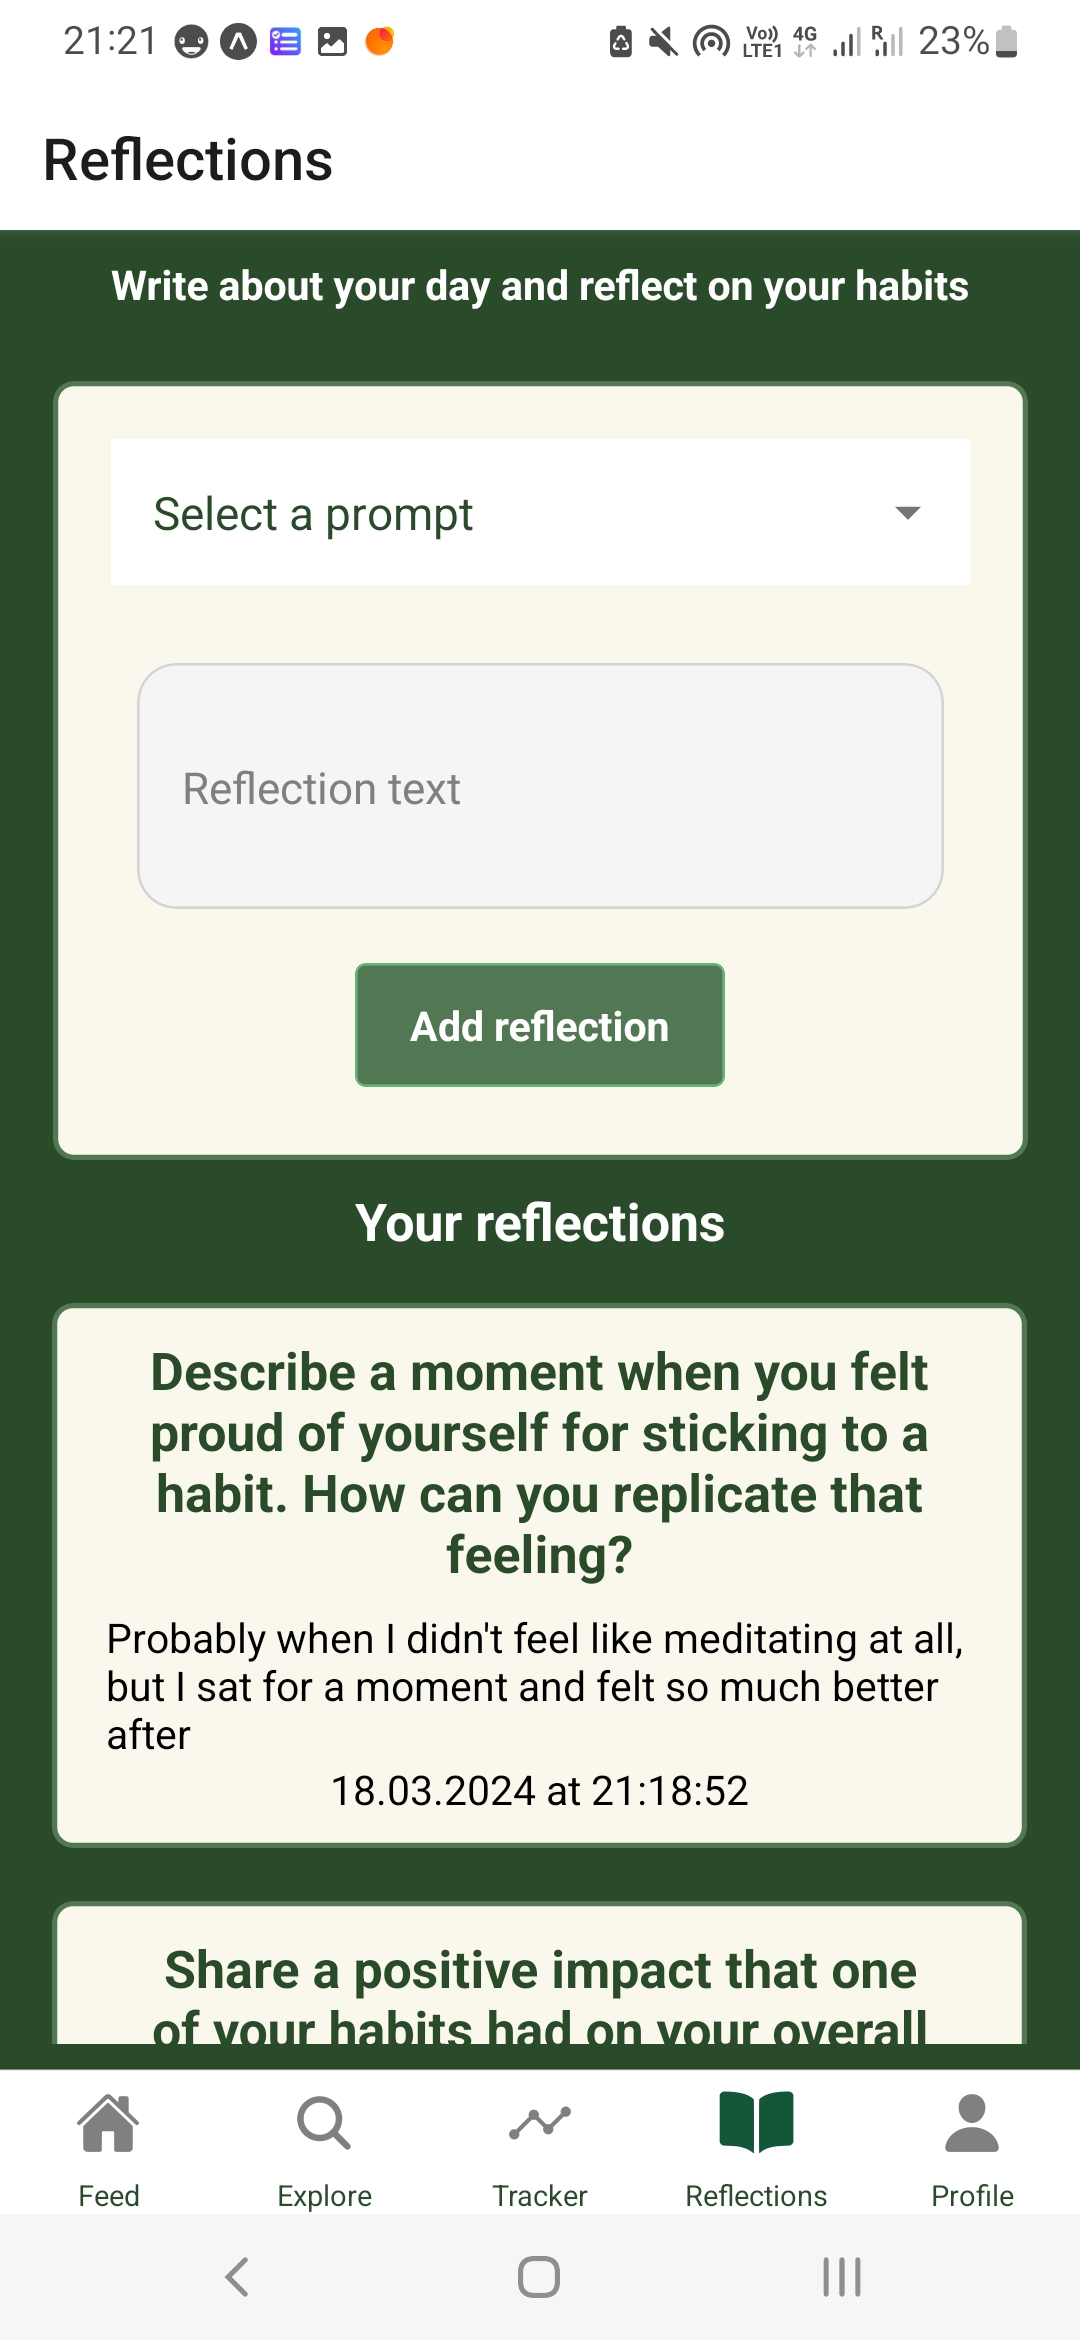 21:21 Vo)) LTE1 4G R 23%
Reflections
Write about your day and reflect on your habits
Select a prompt
Reflection text
Add reflection
Your reflections
Describe a moment when you felt
proud of yourself for sticking to a
habit. How can you replicate that
feeling?
Probably when I didn't feel like meditating at all,
but I sat for a moment and felt so much better
after
18.03.2024 at 21:18:52
Share a positive impact that one
of your habits had on your overall
Feed Explore Tracker Reflections Profile